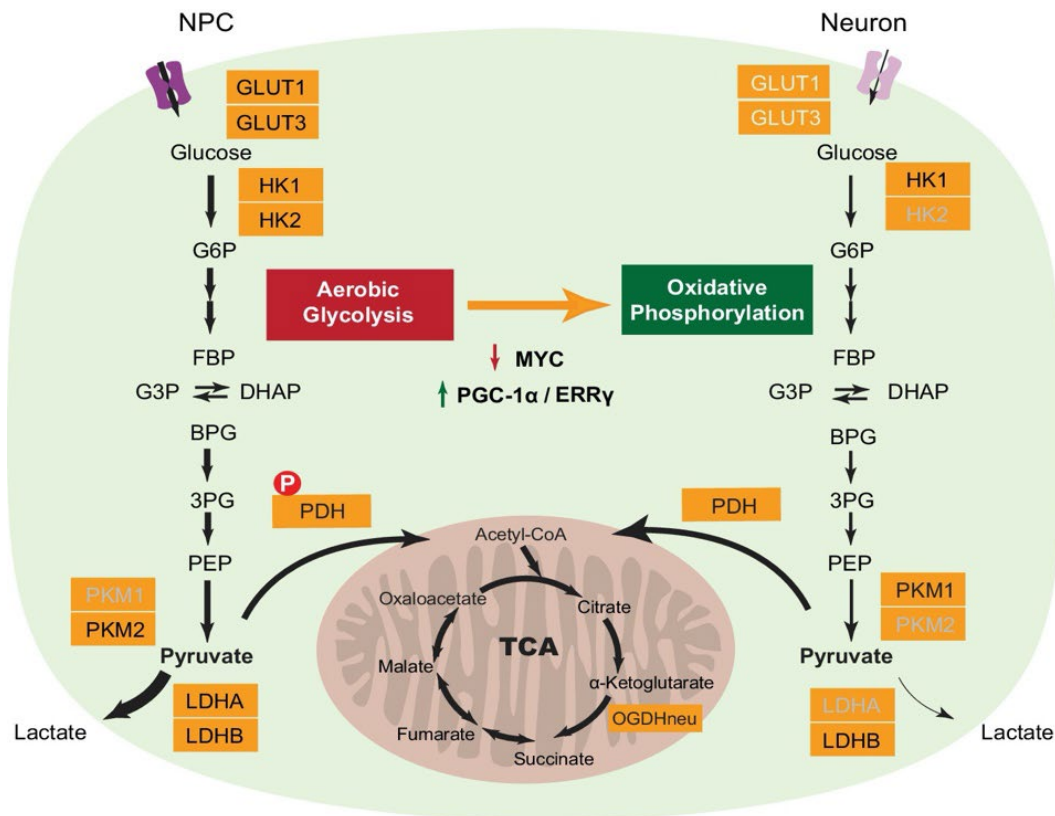 NPC
Neuron
GLUT1
GLUT3
Glucose
HK1
HK2
G6P
FBP
G3P
DHAP
BPG
3PG
PEP
PKM1
PKM2
Pyruvate
LDHA
LDHB
Lactate
Aerobic
Glycolysis
Oxidative
Phosphorylation
MYC
PGC-1α / ERRγ
P
PDH
PDH
Acetyl-CoA
Oxaloacetate
Citrate
TCA
Malate
α-Ketoglutarate
OGDHneu
Fumarate
Succinate
GLUT1
GLUT3
Glucose
HK1
HK2
G6P
FBP
G3P
DHAP
BPG
3PG
PEP
PKM1
PKM2
Pyruvate
LDHA
LDHB
Lactate